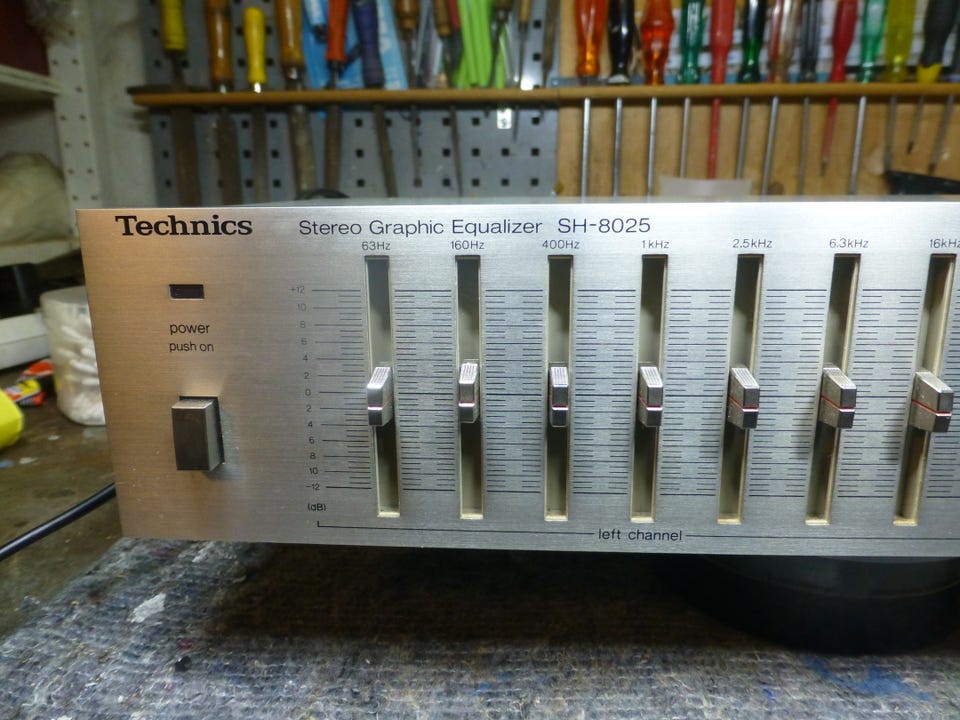 Technics
Stereo Graphic Equalizer SH-8025
63Hz 160Hz 400Hz 1kHz 2.5kHz 6.3kHz 16kHz
power
push on
+12
10
8
6
4
2
0
2
4
6
8
10
-12
(dB)
left channel